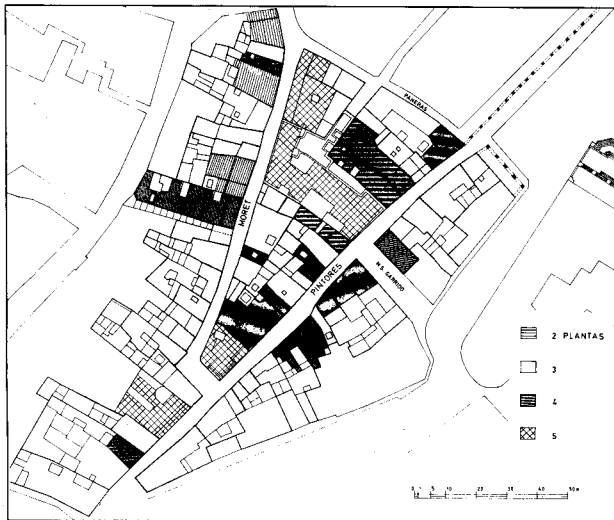 PANERAS
MORET
PINTORES
M.S. GARRIDO
2 PLANTAS
3
4
5
0 1 5 10 20 30 40 50 m